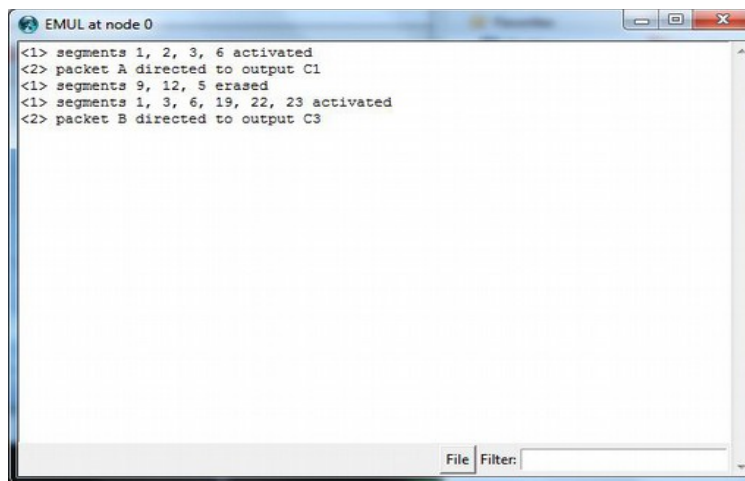 EMUL at node 0
<1> segments 1, 2, 3, 6 activated
<2> packet A directed to output C1
<1> segments 9, 12, 5 erased
<1> segments 1, 3, 6, 19, 22, 23 activated
<2> packet B directed to output C3
File Filter: